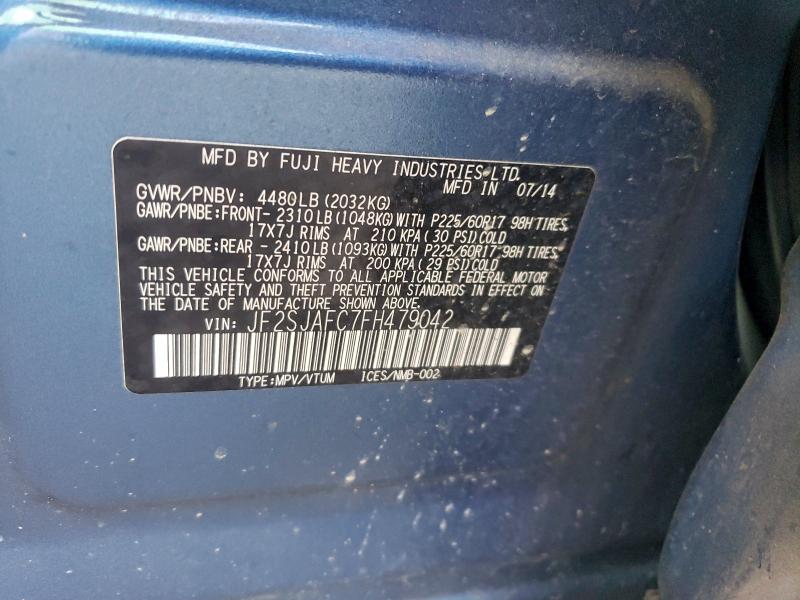 MFD BY FUJI HEAVY INDUSTRIES LTD.
MFD IN 07/14
GVWR/PNBV: 4480LB (2032KG)
GAWR/PNBE:FRONT- 2310 LB (1048KG) WITH P225/60R17 98H TIRES,
17X7J RIMS AT 210 KPA (30 PSI) COLD
GAWR/PNBE:REAR - 2410 LB (1093KG) WITH P225/60R17 98H TIRES,
17X7J RIMS AT 200 KPA (29 PSI) COLD
THIS VEHICLE CONFORMS TO ALL APPLICABLE FEDERAL MOTOR
VEHICLE SAFETY AND THEFT PREVENTION STANDARDS IN EFFECT ON
THE DATE OF MANUFACTURE SHOWN ABOVE.
VIN: JF2SJAFC7FH479042
TYPE:MPV/VTUM ICES/NMB-002